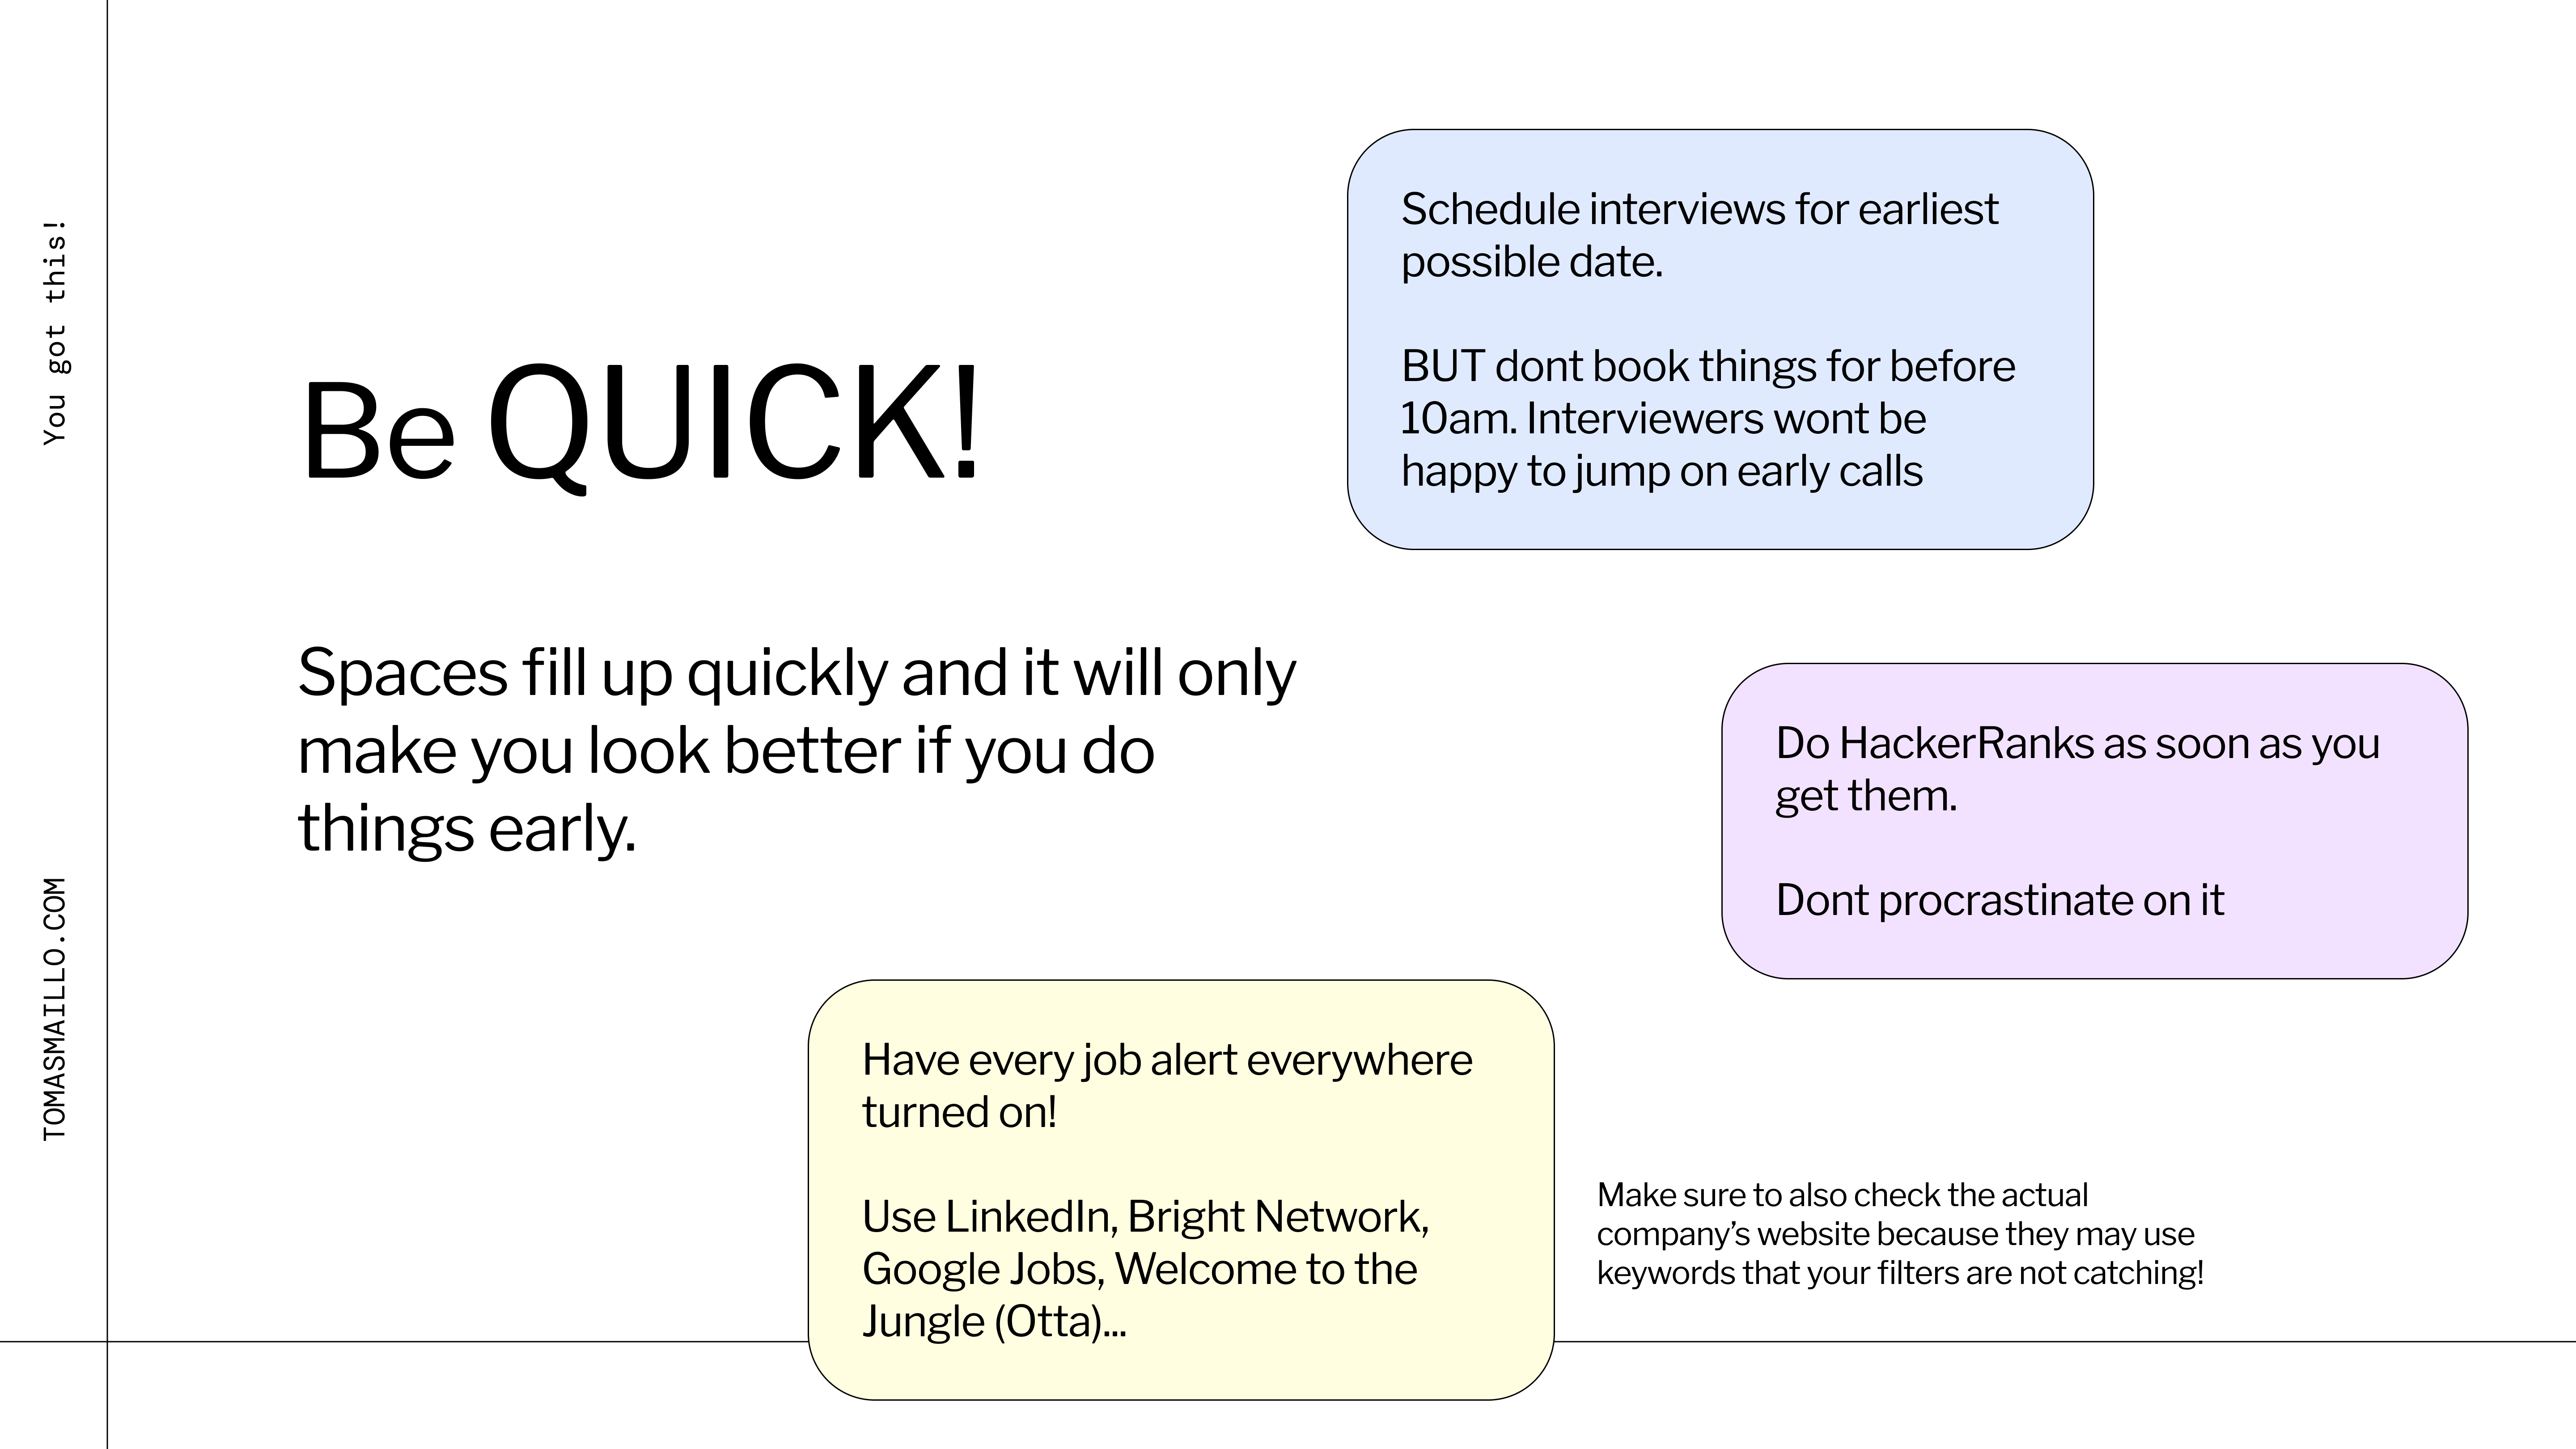 You got this!
TOMASMAILLO.COM
Be QUICK!
Spaces fill up quickly and it will only
make you look better if you do
things early.
Schedule interviews for earliest
possible date.
BUT dont book things for before
10am. Interviewers wont be
happy to jump on early calls
Do HackerRanks as soon as you
get them.
Dont procrastinate on it
Have every job alert everywhere
turned on!
Use LinkedIn, Bright Network,
Google Jobs, Welcome to the
Jungle (Otta)...
Make sure to also check the actual
company’s website because they may use
keywords that your filters are not catching!